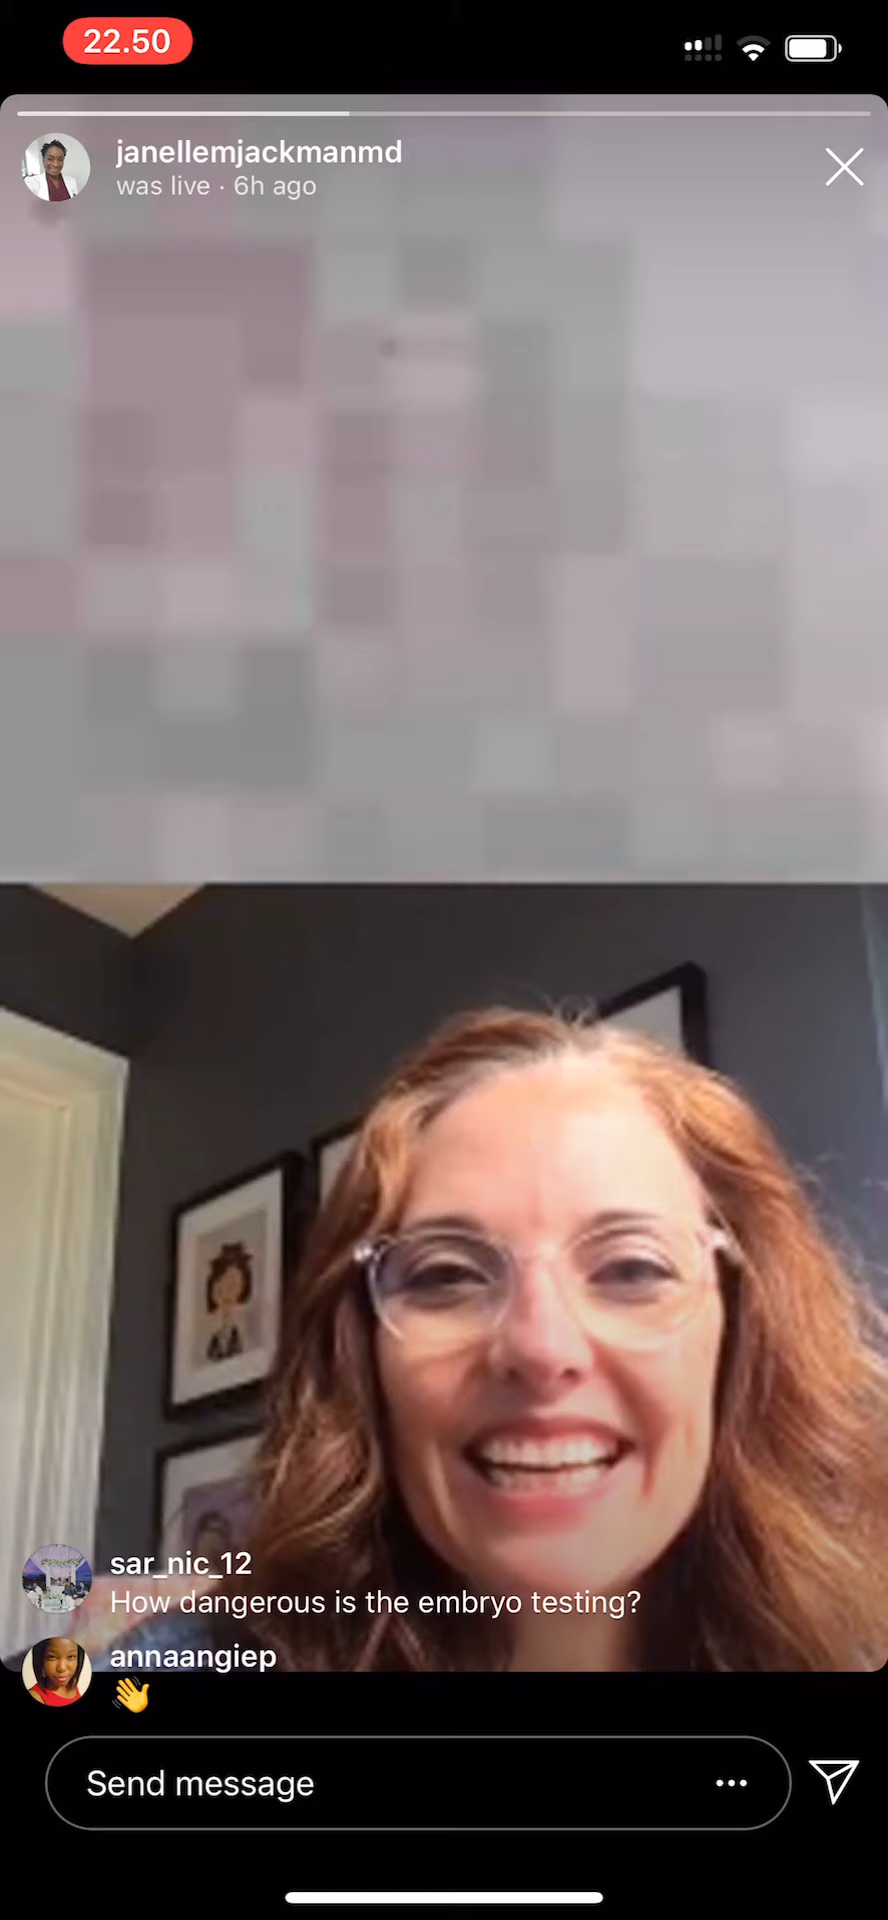 22.50
janellemjackmanmd
was live · 6h ago
sar_nic_12
How dangerous is the embryo testing?
annaangiep
👋
Send message